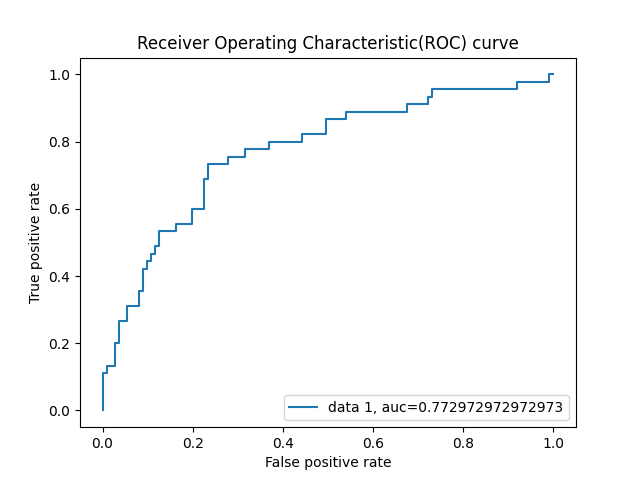 Receiver Operating Characteristic(ROC) curve
1.0
0.8
0.6
0.4
0.2
0.0
True positive rate
data 1, auc=0.772972972972973
0.0 0.2 0.4 0.6 0.8 1.0
False positive rate